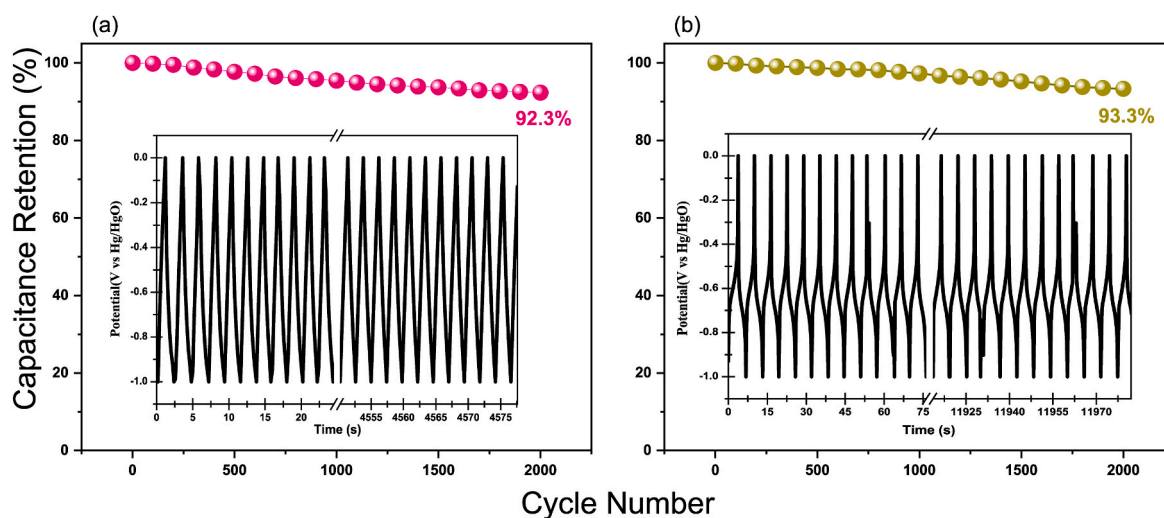 (a)
(b)
Capacitance Retention (%)
100
80
60
40
20
0
92.3%
Potential(V vs Hg/HgO)
0.0
-0.2
-0.4
-0.6
-0.8
-1.0
0 5 10 15 20 4555 4560 4565 4570 4575
Time (s)
0 500 1000 1500 2000
100
80
60
40
20
0
93.3%
Potential(V vs Hg/HgO)
0.0
-0.2
-0.4
-0.6
-0.8
-1.0
0 15 30 45 60 75 11925 11940 11955 11970
Time (s)
0 500 1000 1500 2000
Cycle Number